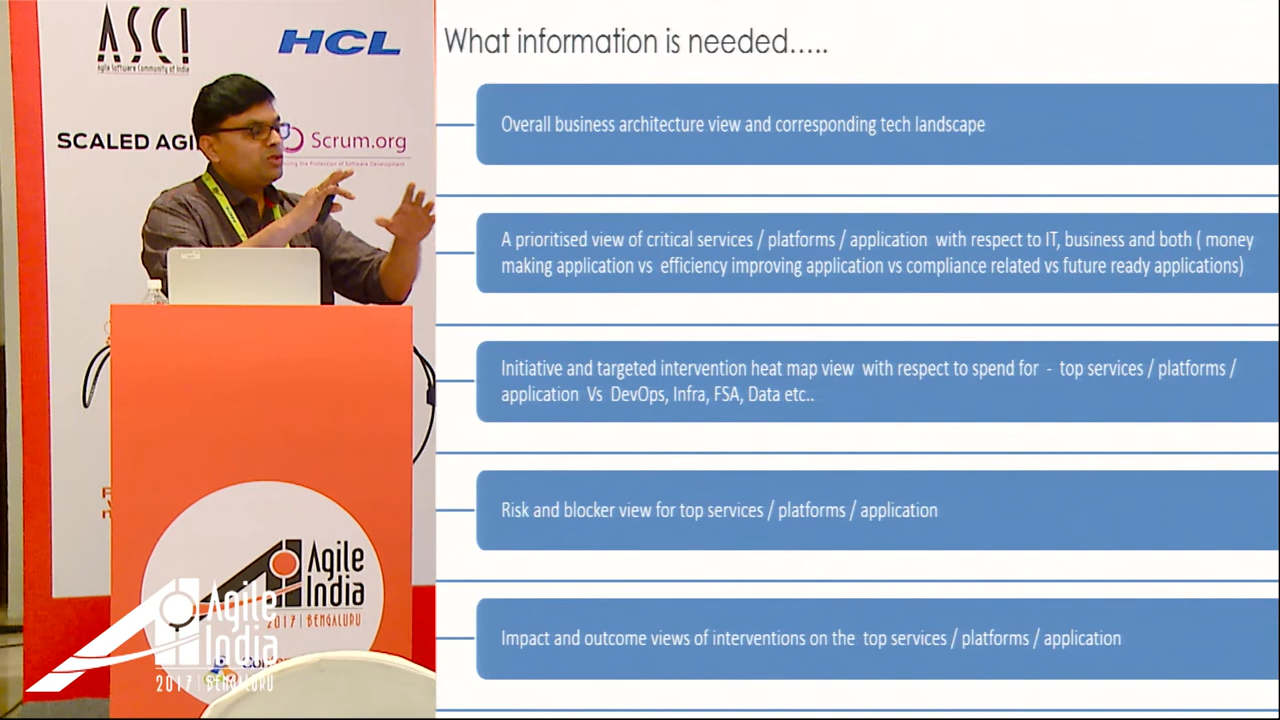 ASCI
Agile Software Community of India
HCL
SCALED AGI
Scrum.org
Agile
India
2017 | BENGALURU
Agile
India
2017 | BENGALURU
What information is needed.....
Overall business architecture view and corresponding tech landscape
A prioritised view of critical services / platforms / application with respect to IT, business and both ( money
making application vs efficiency improving application vs compliance related vs future ready applications)
Initiative and targeted intervention heat map view with respect to spend for - top services / platforms /
application Vs DevOps, Infra, FSA, Data etc..
Risk and blocker view for top services / platforms / application
Impact and outcome views of interventions on the top services / platforms / application